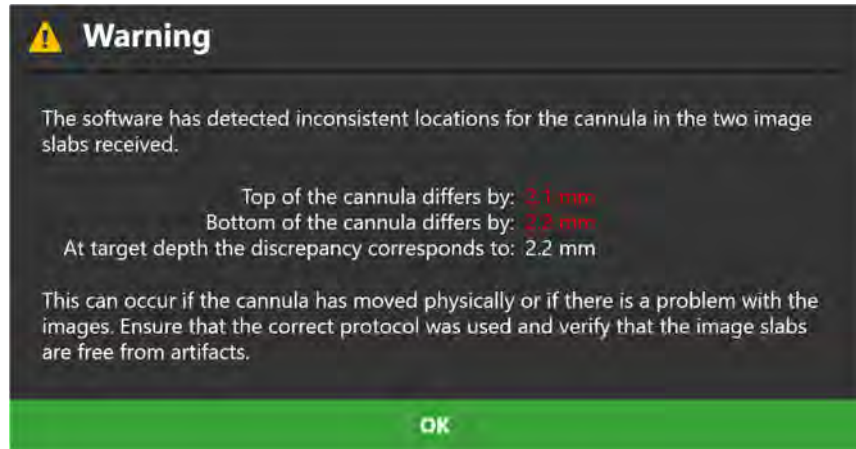 Warning
The software has detected inconsistent locations for the cannula in the two image
slabs received.
Top of the cannula differs by: 2.1 mm
Bottom of the cannula differs by: 2.2 mm
At target depth the discrepancy corresponds to: 2.2 mm
This can occur if the cannula has moved physically or if there is a problem with the
images. Ensure that the correct protocol was used and verify that the image slabs
are free from artifacts.
OK